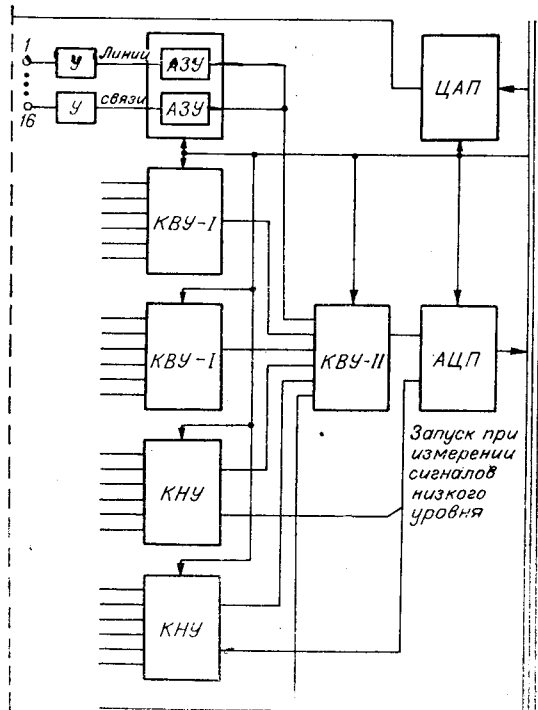 1
У
Линии
АЗУ
ЦАП
16
У
связи
АЗУ
КВУ-I
КВУ-I
КВУ-II
АЦП
Запуск при
измерении
сигналов
низкого
уровня
КНУ
КНУ